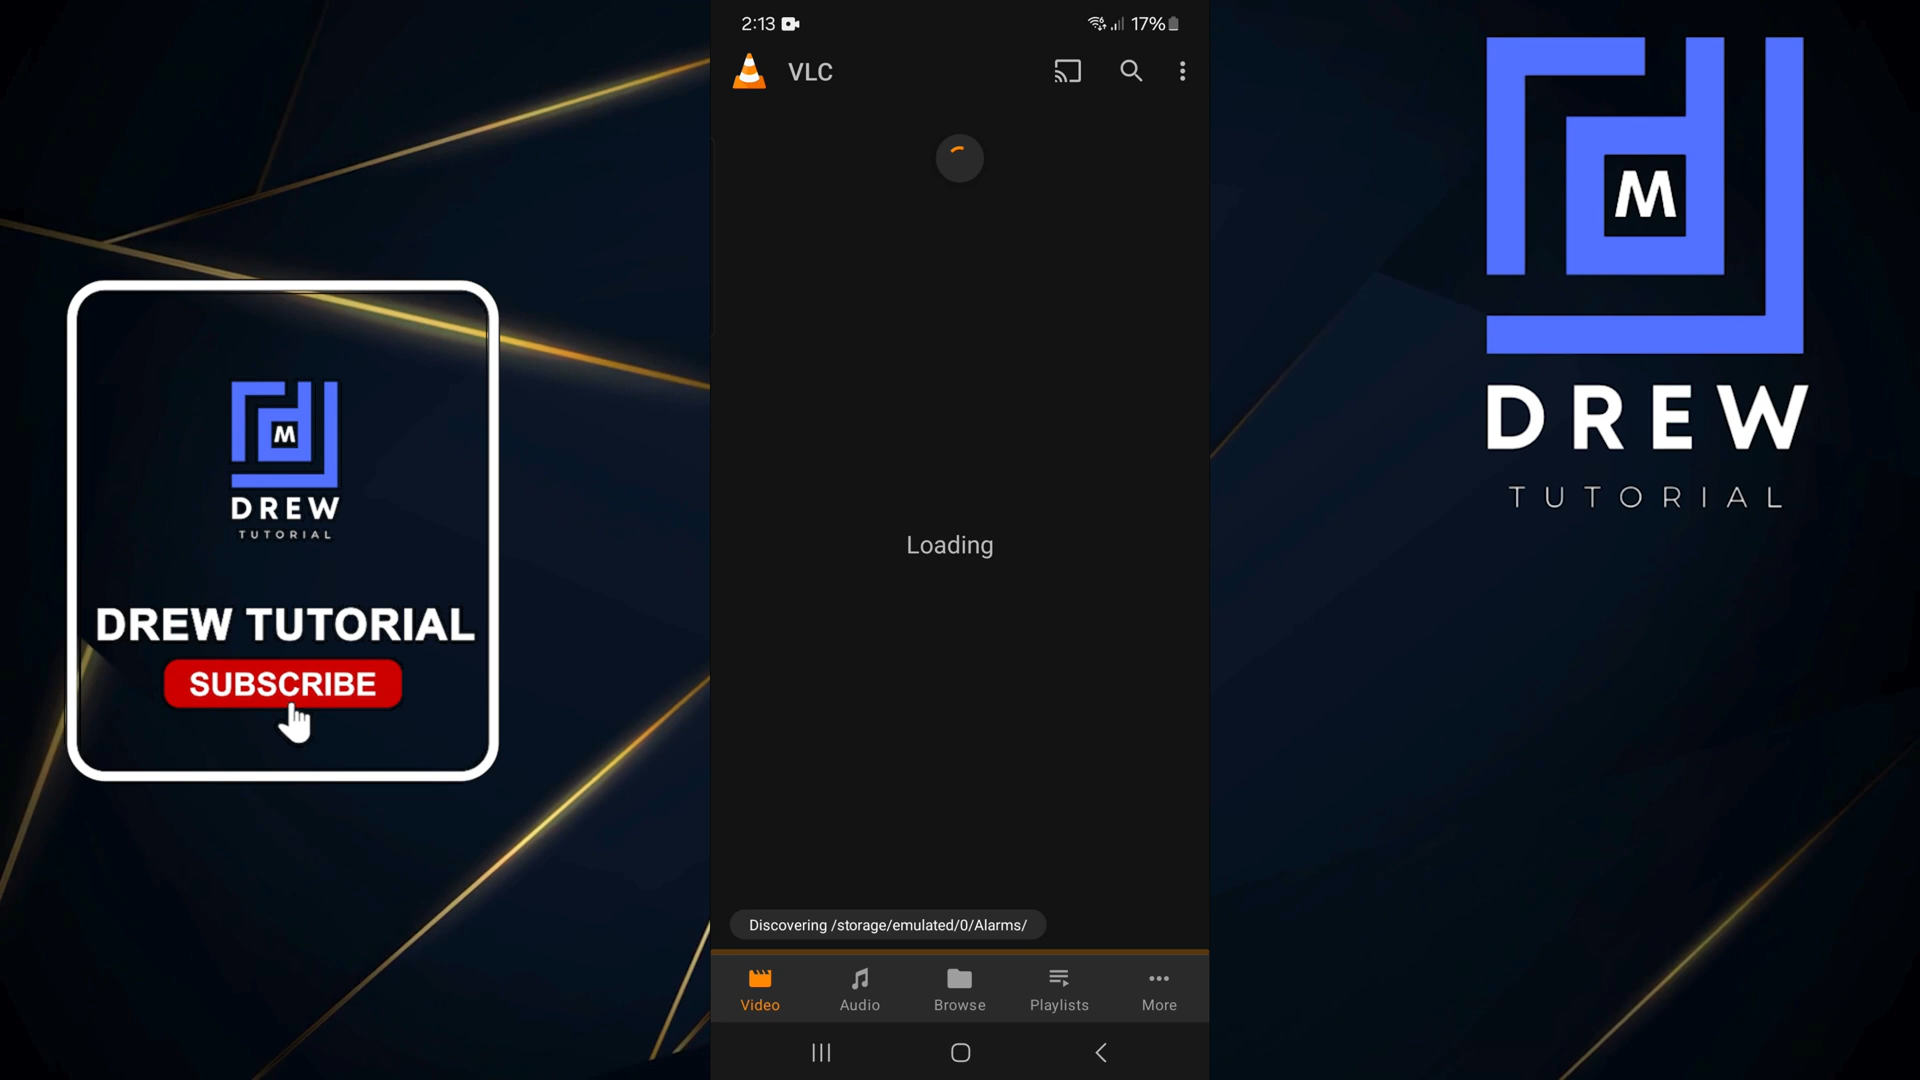 2:13
17%
VLC
M
DREW
TUTORIAL
DREW TUTORIAL
SUBSCRIBE
Loading
Discovering /storage/emulated/0/Alarms/
Video
Audio
Browse
Playlists
More
M
DREW
TUTORIAL